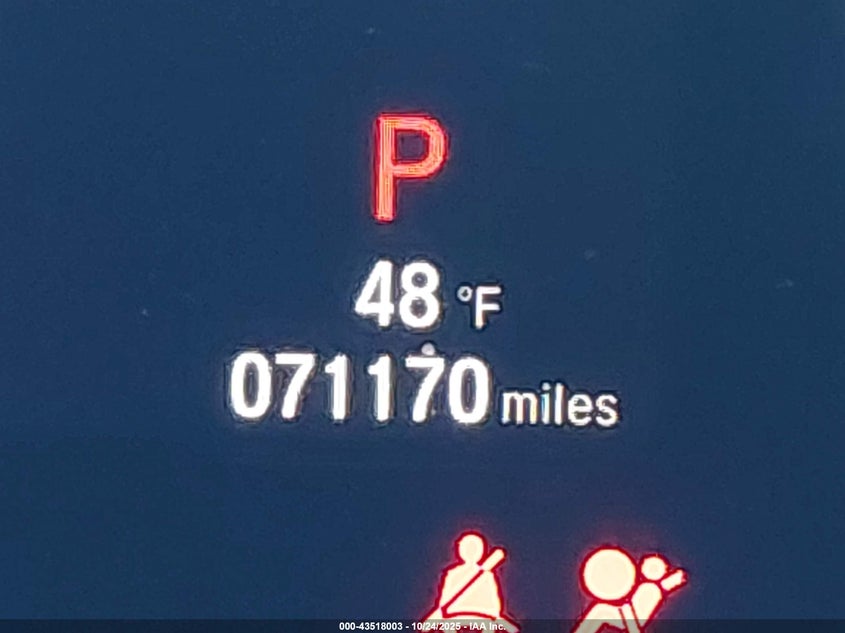 P
48 °F
071170 miles
000-43518003 - 10/24/2025 - IAA Inc.